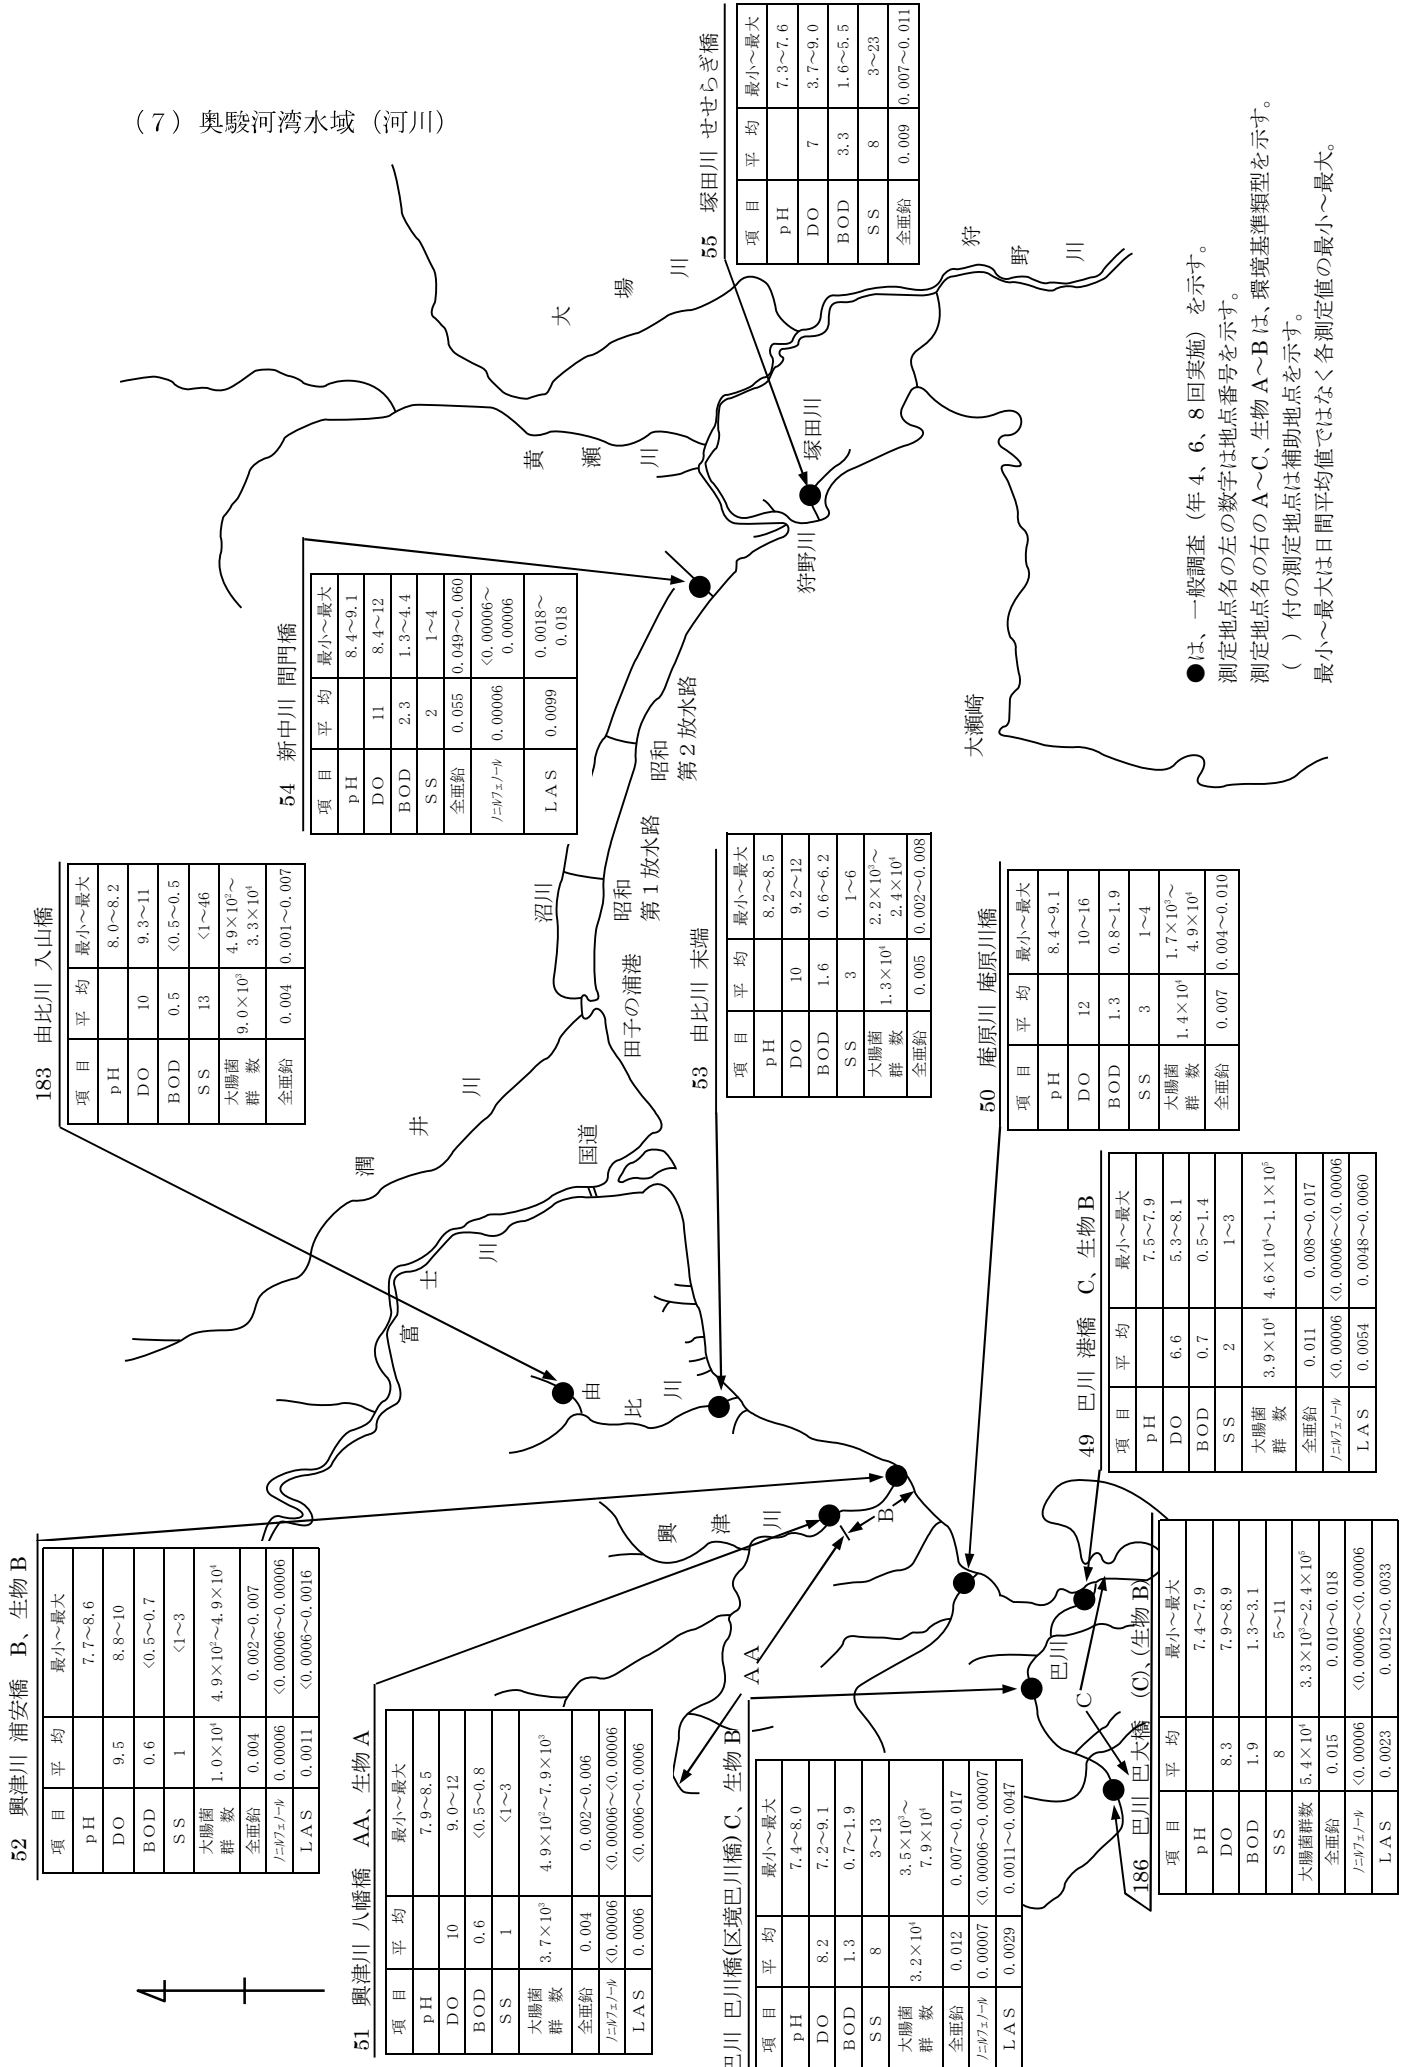 (７) 奥駿河湾水域（河川）
55 塚田川 せせらぎ橋
項 目 平 均 最小～最大
pH 7.3～7.6
DO 7 3.7～9.0
BOD 3.3 1.6～5.5
SS 8 3～23
全亜鉛 0.009 0.007～0.011
54 新中川 間門橋
項 目 平 均 最小～最大
pH 8.4～9.1
DO 11 8.4～12
BOD 2.3 1.3～4.4
SS 2 1～4
全亜鉛 0.055 0.049～0.060
ﾉﾆﾙﾌｪﾉｰﾙ 0.00006 <0.00006～
0.00006
LAS 0.0099 0.0018～
0.018
183 由比川 入山橋
項 目 平 均 最小～最大
pH 8.0～8.2
DO 10 9.3～11
BOD 0.5 <0.5～0.5
SS 13 <1～46
大腸菌
群 数 9.0×10³ 4.9×10²～
3.3×10⁴
全亜鉛 0.004 0.001～0.007
53 由比川 末端
項 目 平 均 最小～最大
pH 8.2～8.5
DO 10 9.2～12
BOD 1.6 0.6～6.2
SS 3 1～6
大腸菌
群 数 1.3×10⁴ 2.2×10³～
2.4×10⁴
全亜鉛 0.005 0.002～0.008
50 庵原川 庵原川橋
項 目 平 均 最小～最大
pH 8.4～9.1
DO 12 10～16
BOD 1.3 0.8～1.9
SS 3 1～4
大腸菌
群 数 1.4×10⁴ 1.7×10³～
4.9×10⁴
全亜鉛 0.007 0.004～0.010
49 巴川 港橋 C、生物B
項 目 平 均 最小～最大
pH 7.5～7.9
DO 6.6 5.3～8.1
BOD 0.7 0.5～1.4
SS 2 1～3
大腸菌
群 数 3.9×10⁴ 4.6×10⁴～1.1×10⁵
全亜鉛 0.011 0.008～0.017
ﾉﾆﾙﾌｪﾉｰﾙ <0.00006 <0.00006～<0.00006
LAS 0.0054 0.0048～0.0060
52 興津川 浦安橋 B、生物B
項 目 平 均 最小～最大
pH 7.7～8.6
DO 9.5 8.8～10
BOD 0.6 <0.5～0.7
SS 1 <1～3
大腸菌
群 数 1.0×10⁴ 4.9×10²～4.9×10⁴
全亜鉛 0.004 0.002～0.007
ﾉﾆﾙﾌｪﾉｰﾙ 0.00006 <0.00006～0.00006
LAS 0.0011 <0.0006～0.0016
51 興津川 八幡橋 AA、生物A
項 目 平 均 最小～最大
pH 7.9～8.5
DO 10 9.0～12
BOD 0.6 <0.5～0.8
SS 1 <1～3
大腸菌
群 数 3.7×10³ 4.9×10²～7.9×10³
全亜鉛 0.004 0.002～0.006
ﾉﾆﾙﾌｪﾉｰﾙ <0.00006 <0.00006～<0.00006
LAS 0.0006 <0.0006～0.0006
巴川 巴川橋(区境巴川橋) C、生物B
項 目 平 均 最小～最大
pH 7.4～8.0
DO 8.2 7.2～9.1
BOD 1.3 0.7～1.9
SS 8 3～13
大腸菌
群 数 3.2×10⁴ 3.5×10³～
7.9×10⁴
全亜鉛 0.012 0.007～0.017
ﾉﾆﾙﾌｪﾉｰﾙ 0.00007 <0.00006～0.00007
LAS 0.0029 0.0011～0.0047
186 巴川 巴大橋 (C)、(生物B)
項 目 平 均 最小～最大
pH 7.4～7.9
DO 8.3 7.9～8.9
BOD 1.9 1.3～3.1
SS 8 5～11
大腸菌群数 5.4×10⁴ 3.3×10³～2.4×10⁵
全亜鉛 0.015 0.010～0.018
ﾉﾆﾙﾌｪﾉｰﾙ <0.00006 <0.00006～<0.00006
LAS 0.0023 0.0012～0.0033
大場川
黄瀬川
狩野川
塚田川
狩野川
大瀬崎
昭和
第２放水路
昭和
第１放水路
沼川
田子の浦港
潤井川
国道
富士川
由比川
興津川
AA
B
巴川
C
●は、一般調査（年４、６、８回実施）を示す。
測定地点名の左の数字は地点番号を示す。
測定地点名の右のA～C、生物A～Bは、環境基準類型を示す。
（ ）付の測定地点は補助地点を示す。
最小～最大は日間平均値ではなく各測定値の最小～最大。